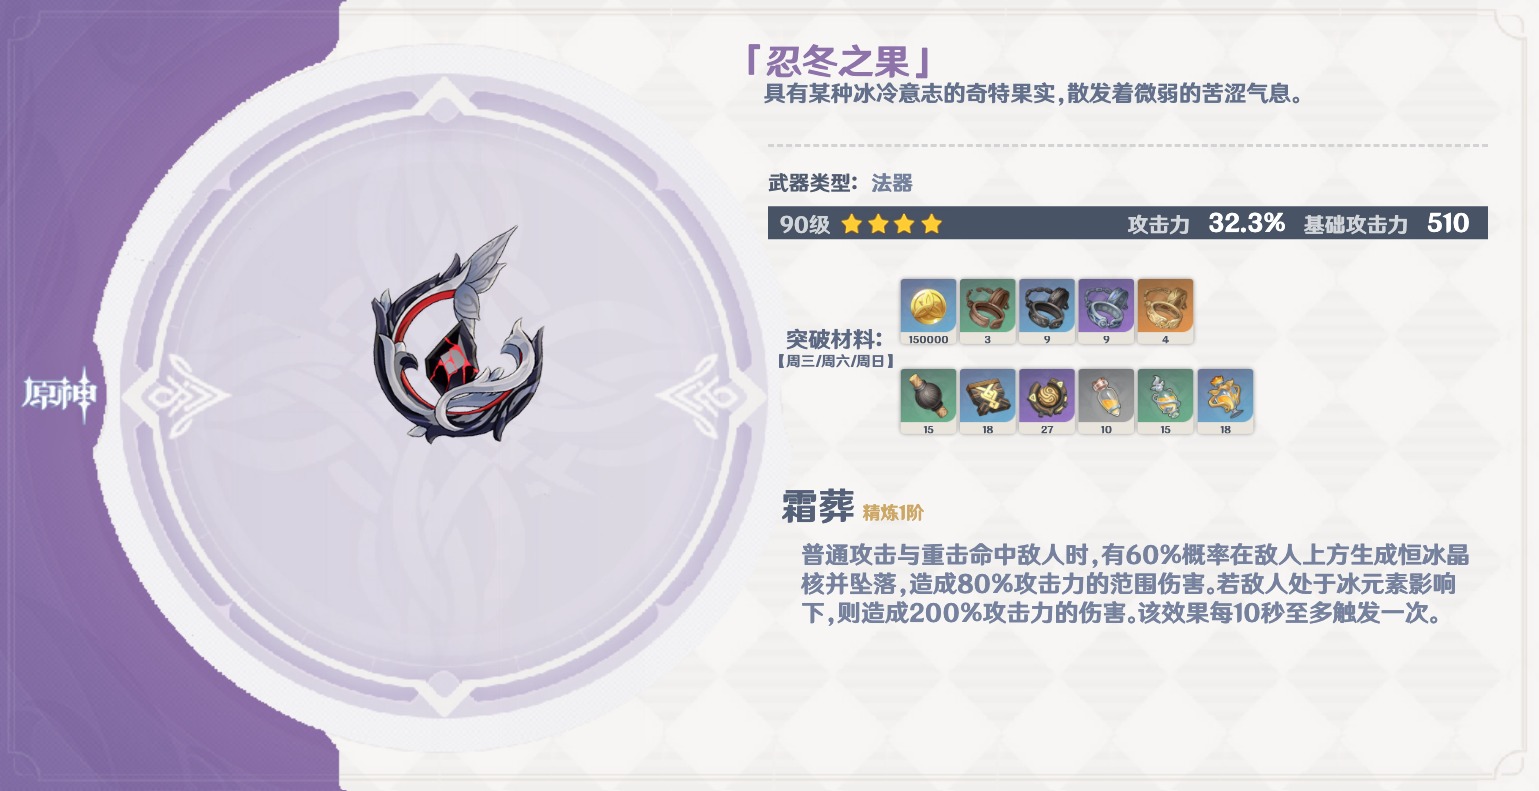 「忍冬之果」
具有某种冰冷意志的奇特果实,散发着微弱的苦涩气息。
武器类型: 法器
90级 攻击力 32.3% 基础攻击力 510
突破材料:
【周三/周六/周日】
150000 3 9 9 4
15 18 27 10 15 18
原神
霜葬 精炼1阶
普通攻击与重击命中敌人时,有60%概率在敌人上方生成恒冰晶
核并坠落,造成80%攻击力的范围伤害。若敌人处于冰元素影响
下,则造成200%攻击力的伤害。该效果每10秒至多触发一次。